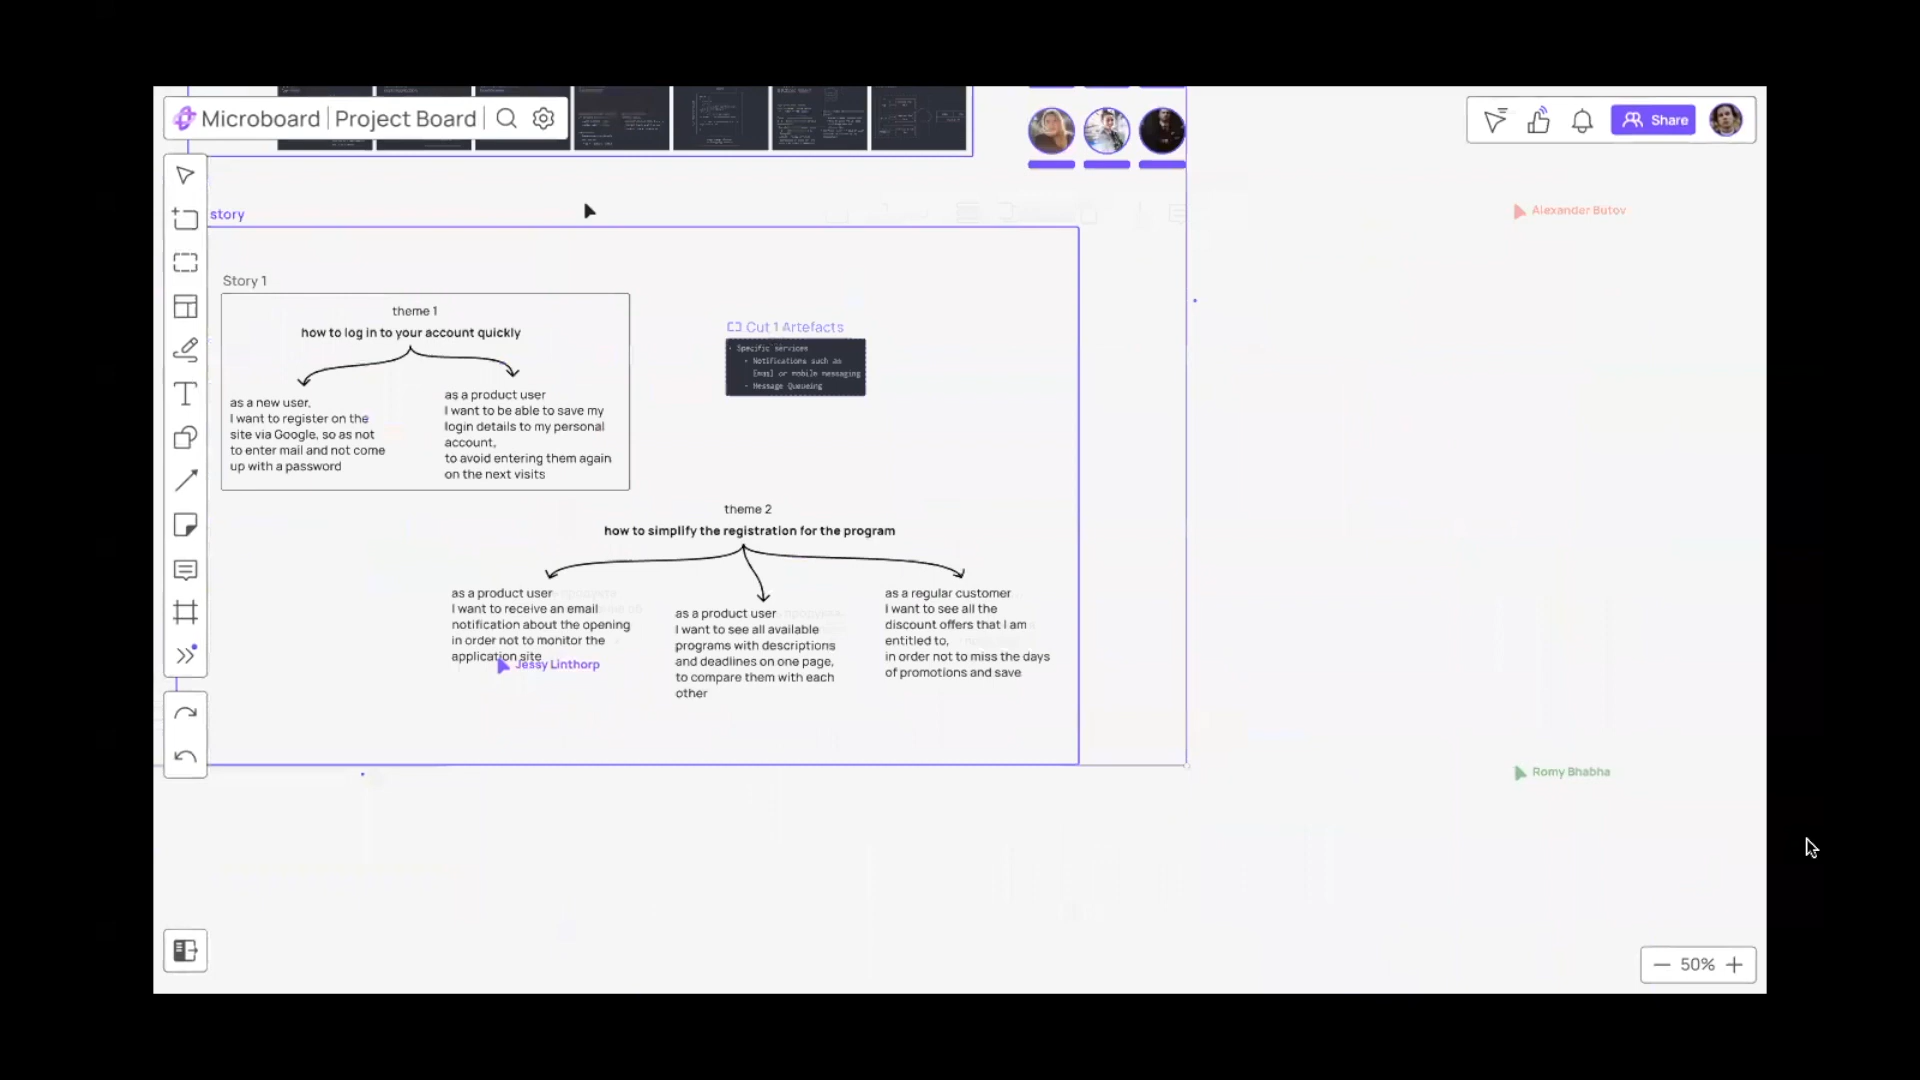 Microboard
Project Board
Share
story
Alexander Butov
Story 1
theme 1
how to log in to your account quickly
as a new user,
I want to register on the
site via Google, so as not
to enter mail and not come
up with a password
as a product user
I want to be able to save my
login details to my personal
account,
to avoid entering them again
on the next visits
Cut 1 Artefacts
Specific services
Notifications such as
Email or mobile messaging
Message Queueing
theme 2
how to simplify the registration for the program
as a product user
I want to receive an email
notification about the opening
in order not to monitor the
application site
Jessy Linthorp
as a product user
I want to see all available
programs with descriptions
and deadlines on one page,
to compare them with each
other
as a regular customer
I want to see all the
discount offers that I am
entitled to,
in order not to miss the days
of promotions and save
Romy Bhabha
50%